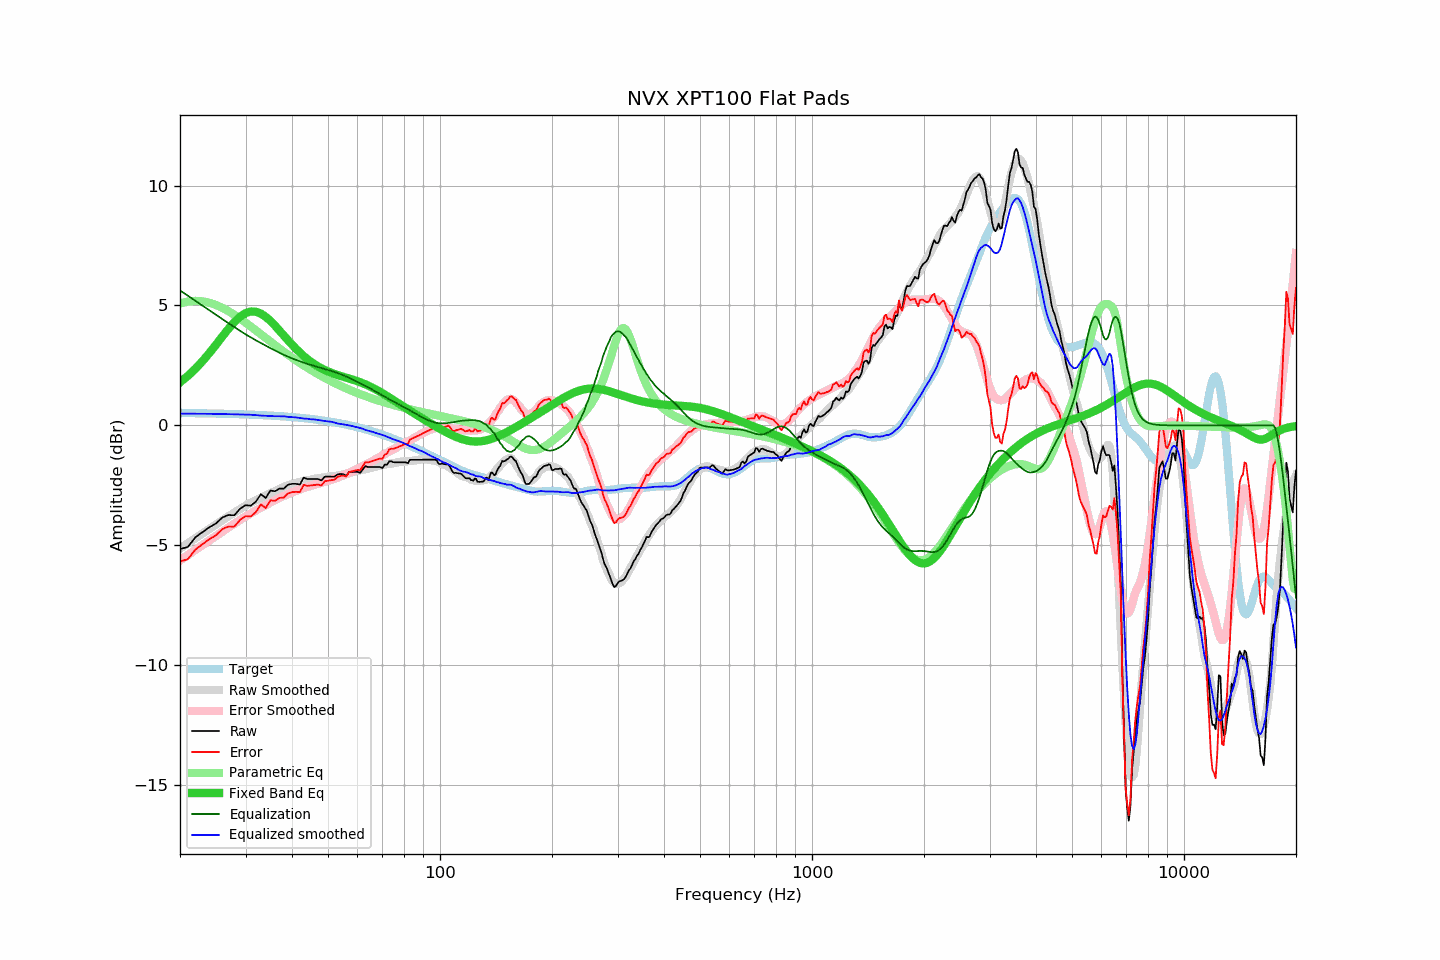 NVX XPT100 Flat Pads
Amplitude (dBr)
10
5
0
−5
−10
−15
Target
Raw Smoothed
Error Smoothed
Raw
Error
Parametric Eq
Fixed Band Eq
Equalization
Equalized smoothed
100
1000
10000
Frequency (Hz)